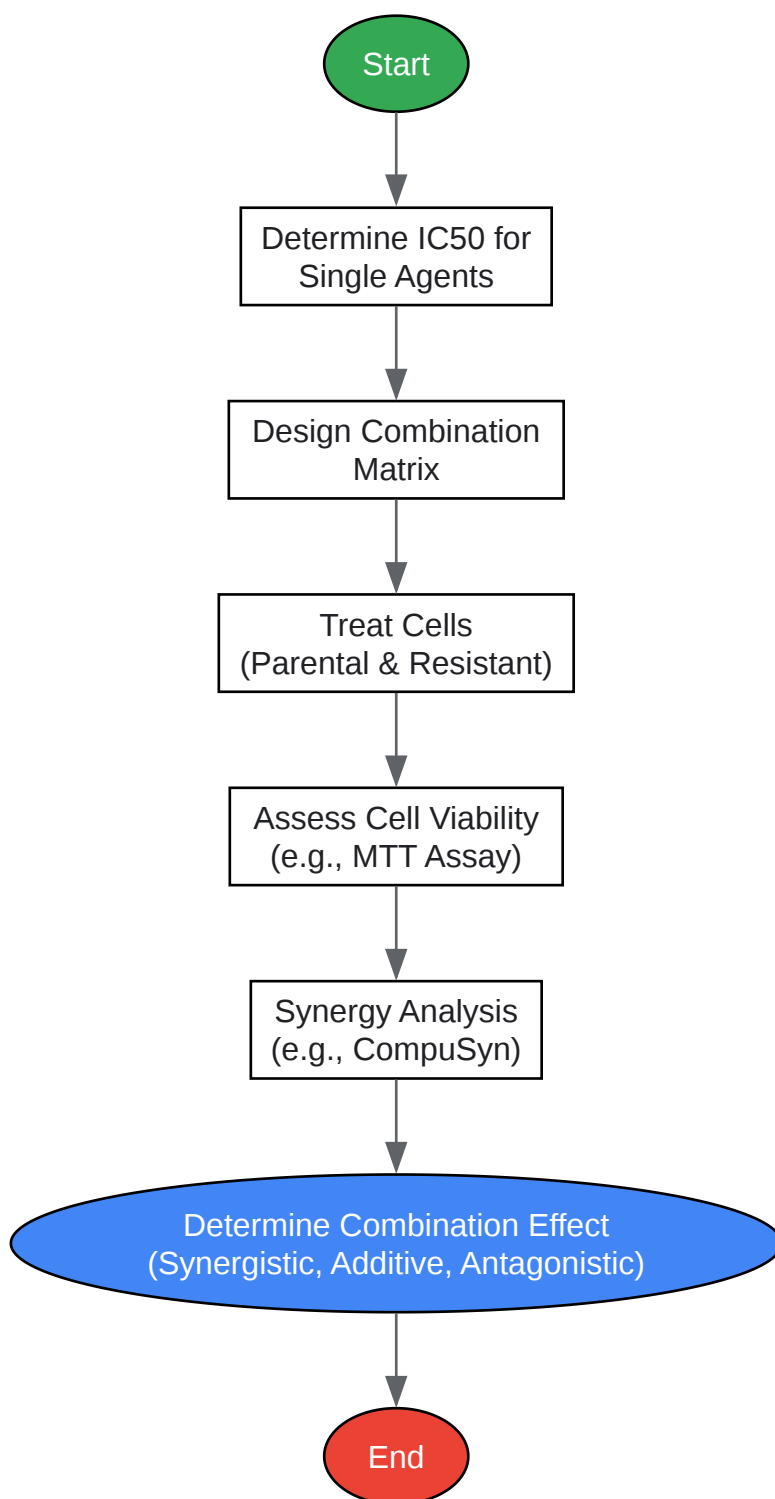 Start
Determine IC50 for
Single Agents
Design Combination
Matrix
Treat Cells
(Parental & Resistant)
Assess Cell Viability
(e.g., MTT Assay)
Synergy Analysis
(e.g., CompuSyn)
Determine Combination Effect
(Synergistic, Additive, Antagonistic)
End